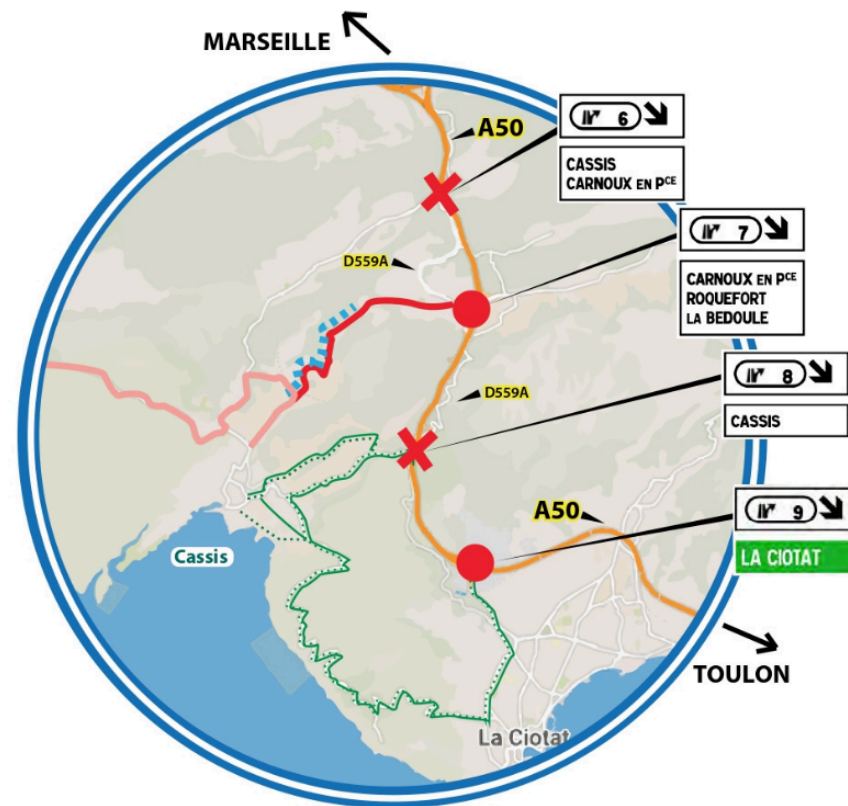 MARSEILLE
A50
6
CASSIS
CARNOUX EN PCE
D559A
7
CARNOUX EN PCE
ROQUEFORT
LA BEDOULE
8
D559A
CASSIS
9
A50
LA CIOTAT
Cassis
TOULON
La Ciotat